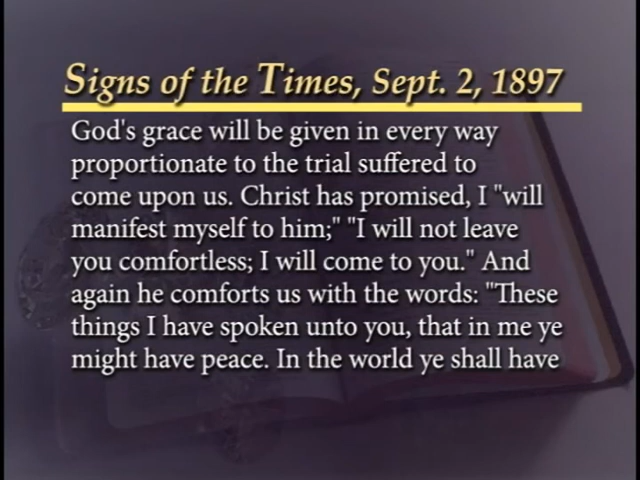 Signs of the Times, Sept. 2, 1897
God's grace will be given in every way
proportionate to the trial suffered to
come upon us. Christ has promised, I "will
manifest myself to him;" "I will not leave
you comfortless; I will come to you." And
again he comforts us with the words: "These
things I have spoken unto you, that in me ye
might have peace. In the world ye shall have